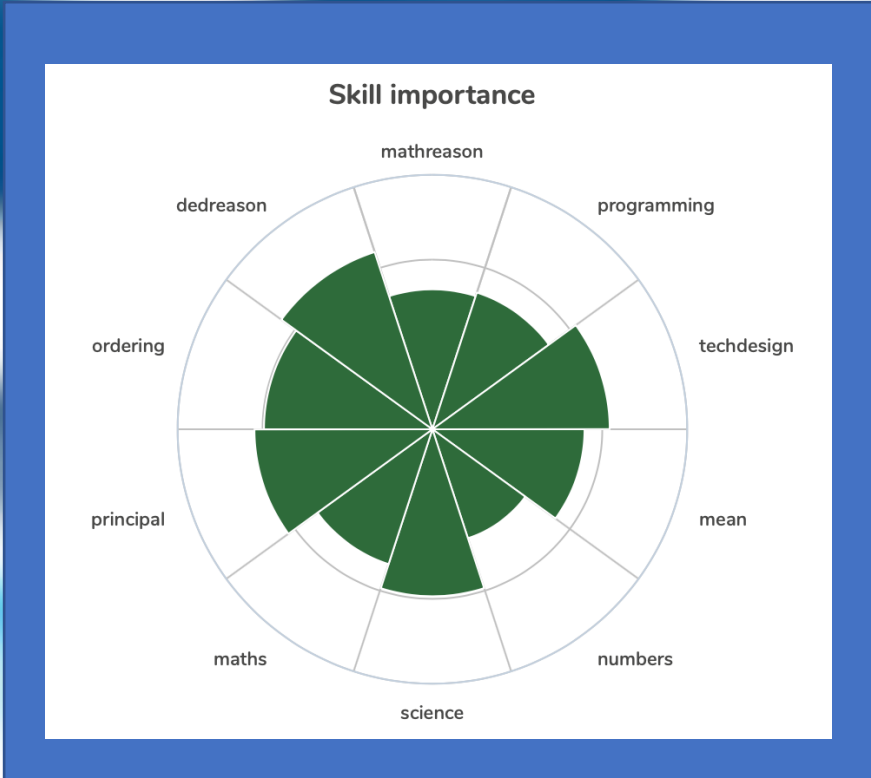 Skill importance
mathreason
dedreason
programming
ordering
techdesign
principal
mean
maths
numbers
science